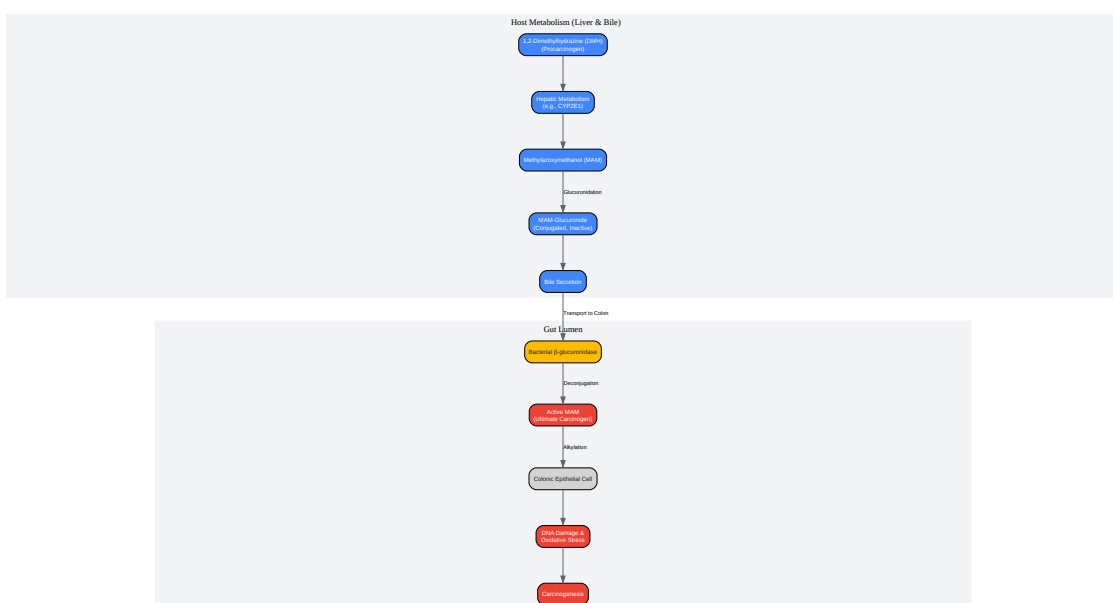 Host Metabolism (Liver & Bile)
1,2-Dimethylhydrazine (DMH)
(Procarcinogen)
Hepatic Metabolism
(e.g., CYP2E1)
Methylazoxymethanol (MAM)
Glucuronidation
MAM-Glucuronide
(Conjugated, Inactive)
Bile Secretion
Transport to Colon
Gut Lumen
Bacterial β-glucuronidase
Deconjugation
Active MAM
(Ultimate Carcinogen)
Alkylation
Colonic Epithelial Cell
DNA Damage &
Oxidative Stress
Carcinogenesis